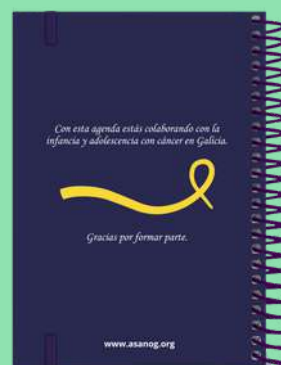 Con esta agenda estás colaborando con la
infancia y adolescencia con cáncer en Galicia.
Gracias por formar parte.
www.asanog.org